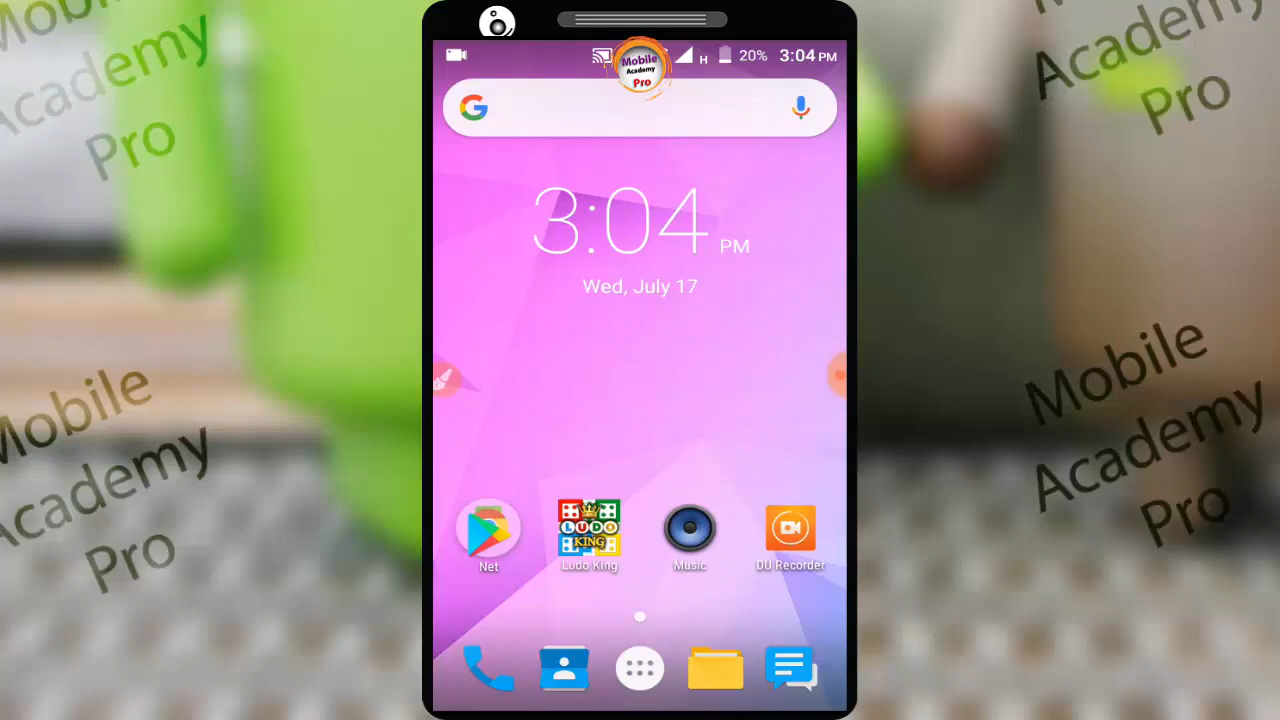 Mobile
Academy
Pro
Mobile
Academy
Pro
Mobile
Academy
Pro
Mobile
Academy
Pro
Mobile
Academy
Pro
H
20%
3:04 PM
3:04 PM
Wed, July 17
LUDO
KING
Net
Ludo King
Music
DU Recorder